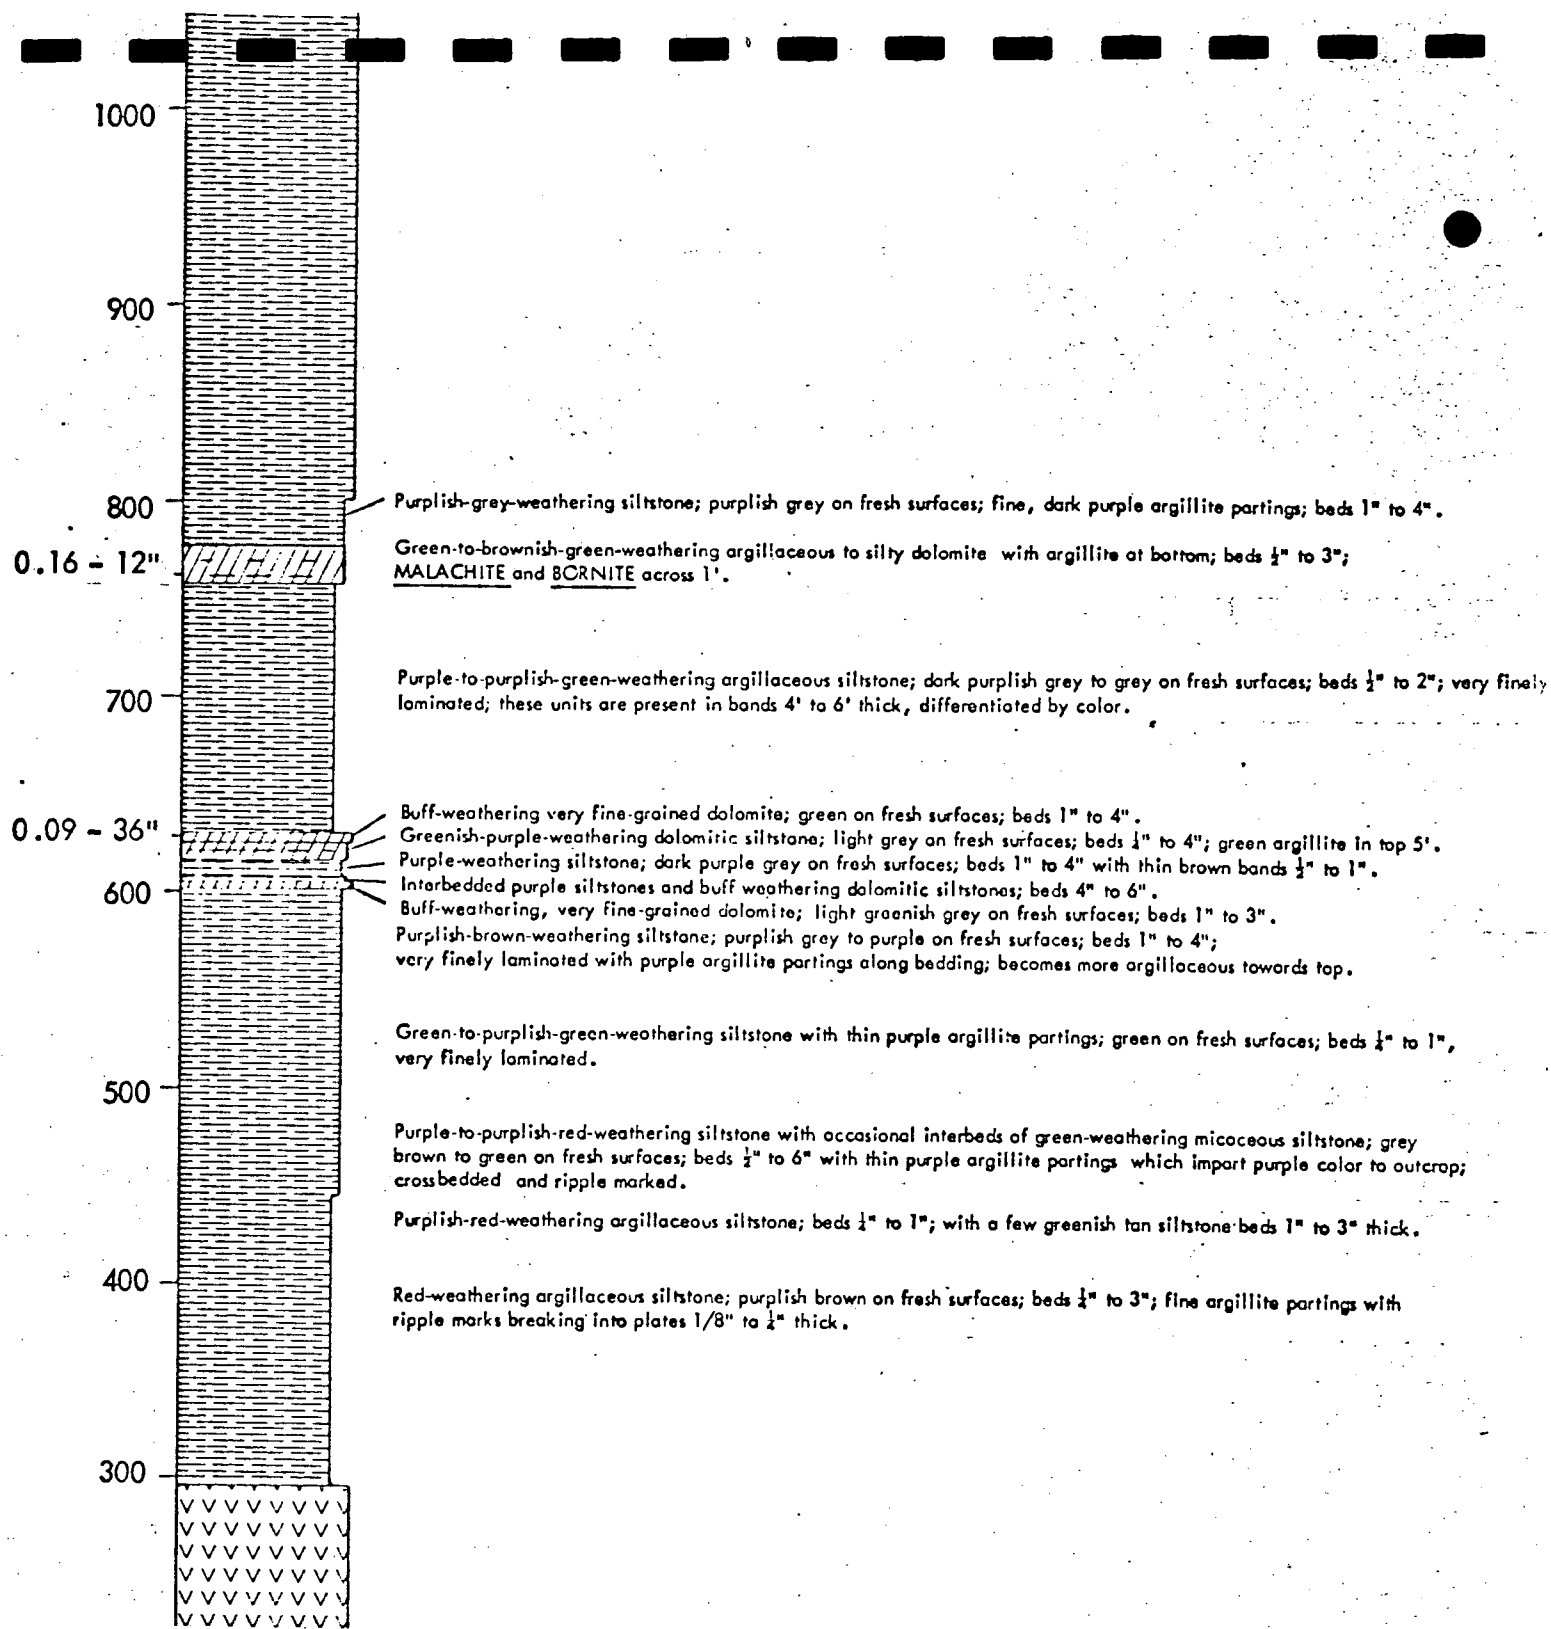 1000
900
800
Purplish-grey-weathering siltstone; purplish grey on fresh surfaces; fine, dark purple argillite partings; beds 1" to 4".
0.16 - 12"
Green-to-brownish-green-weathering argillaceous to silty dolomite with argillite at bottom; beds ½" to 3";
MALACHITE and BORNITE across 1'.
700
Purple-to-purplish-green-weathering argillaceous siltstone; dark purplish grey to grey on fresh surfaces; beds ½" to 2"; very finely
laminated; these units are present in bands 4' to 6' thick, differentiated by color.
0.09 - 36"
Buff-weathering very fine-grained dolomite; green on fresh surfaces; beds 1" to 4".
Greenish-purple-weathering dolomitic siltstone; light grey on fresh surfaces; beds ¼" to 4"; green argillite in top 5'.
Purple-weathering siltstone; dark purple grey on fresh surfaces; beds 1" to 4" with thin brown bands ½" to 1".
600
Interbedded purple siltstones and buff weathering dolomitic siltstones; beds 4" to 6".
Buff-weathering, very fine-grained dolomite; light greenish grey on fresh surfaces; beds 1" to 3".
Purplish-brown-weathering siltstone; purplish grey to purple on fresh surfaces; beds 1" to 4";
very finely laminated with purple argillite partings along bedding; becomes more argillaceous towards top.
Green-to-purplish-green-weathering siltstone with thin purple argillite partings; green on fresh surfaces; beds ¼" to 1",
very finely laminated.
500
Purple-to-purplish-red-weathering siltstone with occasional interbeds of green-weathering micaceous siltstone; grey
brown to green on fresh surfaces; beds ½" to 6" with thin purple argillite partings which impart purple color to outcrop;
crossbedded and ripple marked.
Purplish-red-weathering argillaceous siltstone; beds ¼" to 1"; with a few greenish tan siltstone beds 1" to 3" thick.
400
Red-weathering argillaceous siltstone; purplish brown on fresh surfaces; beds ¼" to 3"; fine argillite partings with
ripple marks breaking into plates 1/8" to ¼" thick.
300